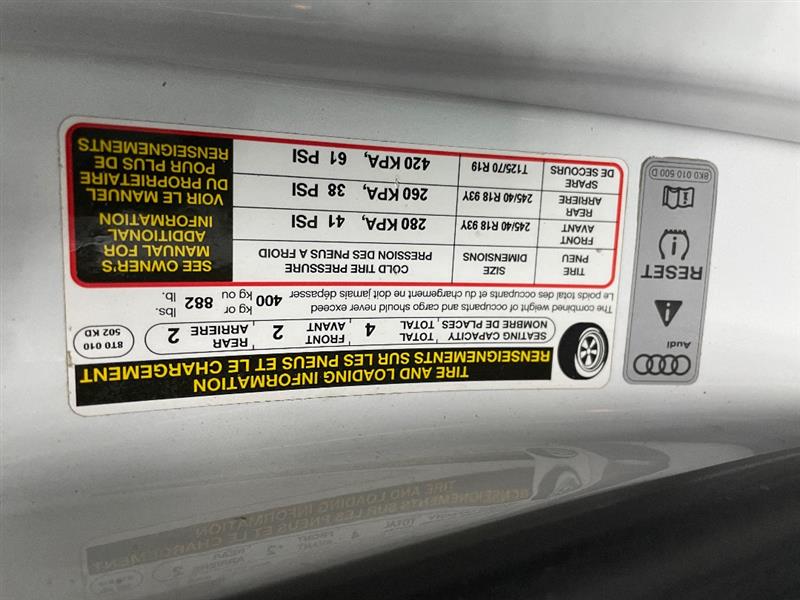 TIRE AND LOADING INFORMATION
RENSEIGNEMENTS SUR LES PNEUS ET LE CHARGEMENT
SEATING CAPACITY
NOMBRE DE PLACES
TOTAL
TOTAL
4
FRONT
AVANT
2
REAR
ARRIÈRE
2
8T0 010
502 KD
The combined weight of occupants and cargo should never exceed
Le poids total des occupants et du chargement ne doit jamais dépasser
400 kg or
kg ou
882 lbs.
lb.
TIRE
PNEU
SIZE
DIMENSIONS
COLD TIRE PRESSURE
PRESSION DES PNEUS A FROID
FRONT
AVANT
245/40 R18 93Y
280 KPA, 41 PSI
REAR
ARRIÈRE
245/40 R18 93Y
260 KPA, 38 PSI
SPARE
DE SECOURS
T125/70 R19
420 KPA, 61 PSI
SEE OWNER'S
MANUAL FOR
ADDITIONAL
INFORMATION
VOIR LE MANUEL
DU PROPRIÉTAIRE
POUR PLUS DE
RENSEIGNEMENTS
Audi
RESET
8K0 010 500 D